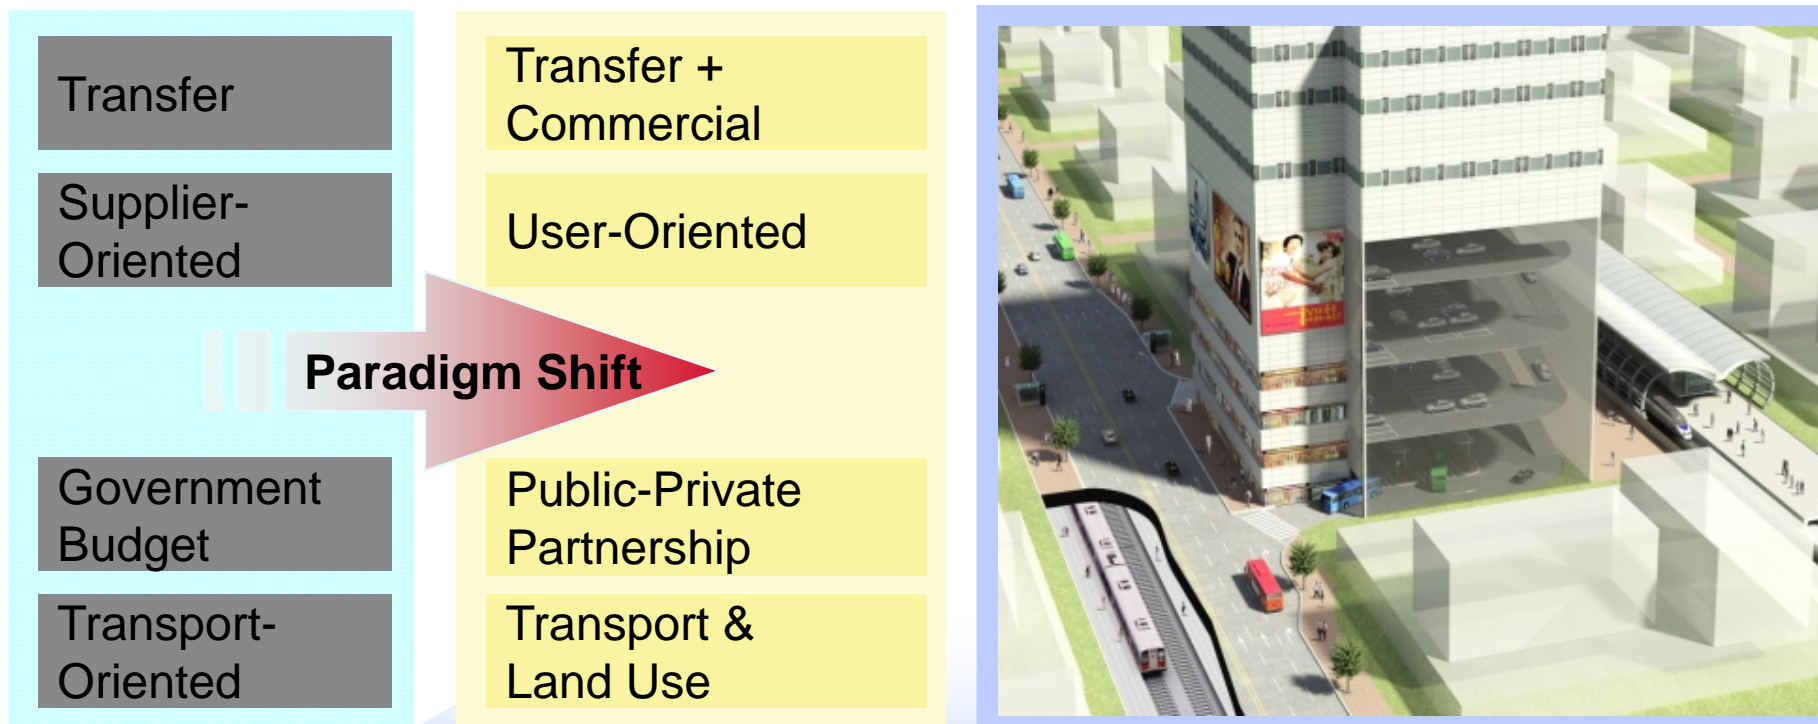 Transfer
Supplier-
Oriented
Government
Budget
Transport-
Oriented
Paradigm Shift
Transfer +
Commercial
User-Oriented
Public-Private
Partnership
Transport &
Land Use